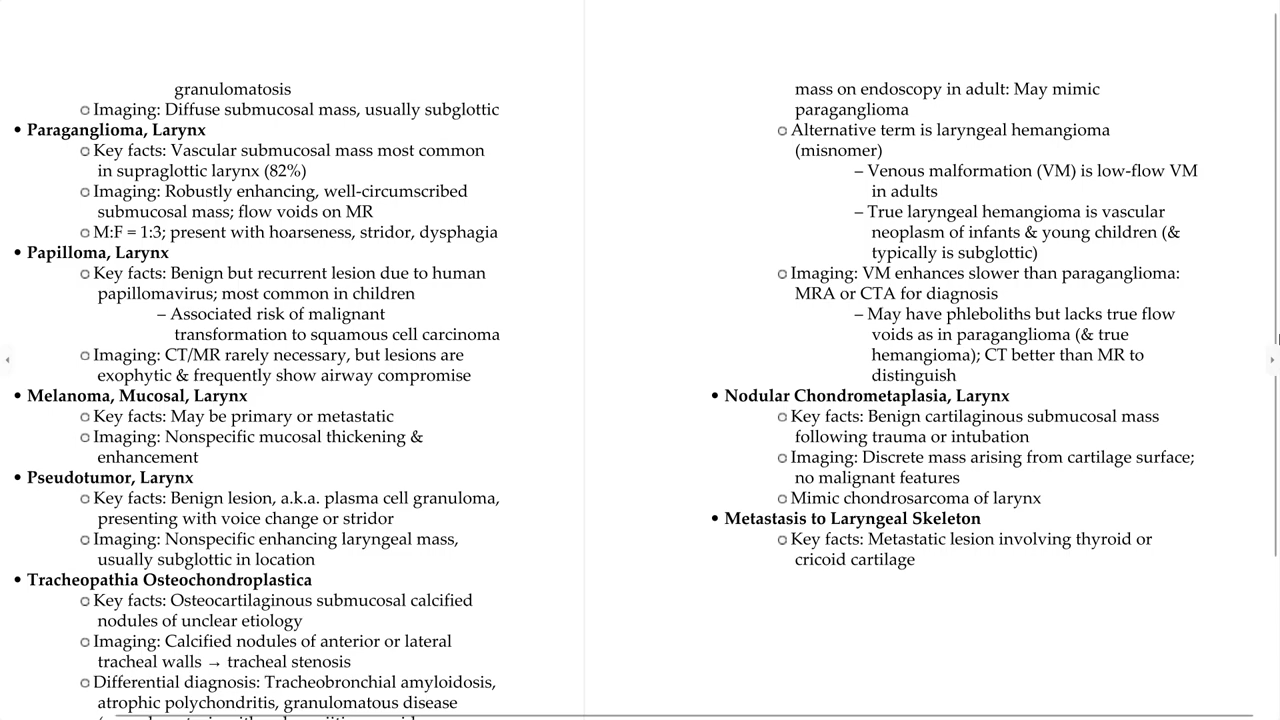 granulomatosis
○ Imaging: Diffuse submucosal mass, usually subglottic
• Paraganglioma, Larynx
○ Key facts: Vascular submucosal mass most common
in supraglottic larynx (82%)
○ Imaging: Robustly enhancing, well-circumscribed
submucosal mass; flow voids on MR
○ M:F = 1:3; present with hoarseness, stridor, dysphagia
• Papilloma, Larynx
○ Key facts: Benign but recurrent lesion due to human
papillomavirus; most common in children
– Associated risk of malignant
transformation to squamous cell carcinoma
○ Imaging: CT/MR rarely necessary, but lesions are
exophytic & frequently show airway compromise
• Melanoma, Mucosal, Larynx
○ Key facts: May be primary or metastatic
○ Imaging: Nonspecific mucosal thickening &
enhancement
• Pseudotumor, Larynx
○ Key facts: Benign lesion, a.k.a. plasma cell granuloma,
presenting with voice change or stridor
○ Imaging: Nonspecific enhancing laryngeal mass,
usually subglottic in location
• Tracheopathia Osteochondroplastica
○ Key facts: Osteocartilaginous submucosal calcified
nodules of unclear etiology
○ Imaging: Calcified nodules of anterior or lateral
tracheal walls → tracheal stenosis
○ Differential diagnosis: Tracheobronchial amyloidosis,
atrophic polychondritis, granulomatous disease
mass on endoscopy in adult: May mimic
paraganglioma
○ Alternative term is laryngeal hemangioma
(misnomer)
– Venous malformation (VM) is low-flow VM
in adults
– True laryngeal hemangioma is vascular
neoplasm of infants & young children (&
typically is subglottic)
○ Imaging: VM enhances slower than paraganglioma:
MRA or CTA for diagnosis
– May have phleboliths but lacks true flow
voids as in paraganglioma (& true
hemangioma); CT better than MR to
distinguish
• Nodular Chondrometaplasia, Larynx
○ Key facts: Benign cartilaginous submucosal mass
following trauma or intubation
○ Imaging: Discrete mass arising from cartilage surface;
no malignant features
○ Mimic chondrosarcoma of larynx
• Metastasis to Laryngeal Skeleton
○ Key facts: Metastatic lesion involving thyroid or
cricoid cartilage